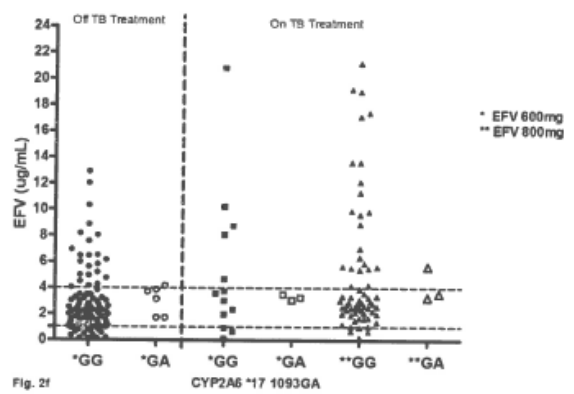 Off TB Treatment
On TB Treatment
24
22
20
18
16
14
12
10
8
6
4
2
0
EFV (ug/mL)
* EFV 600mg
** EFV 800mg
*GG *GA *GG *GA **GG **GA
Fig. 2f CYP2A6 *17 1093GA